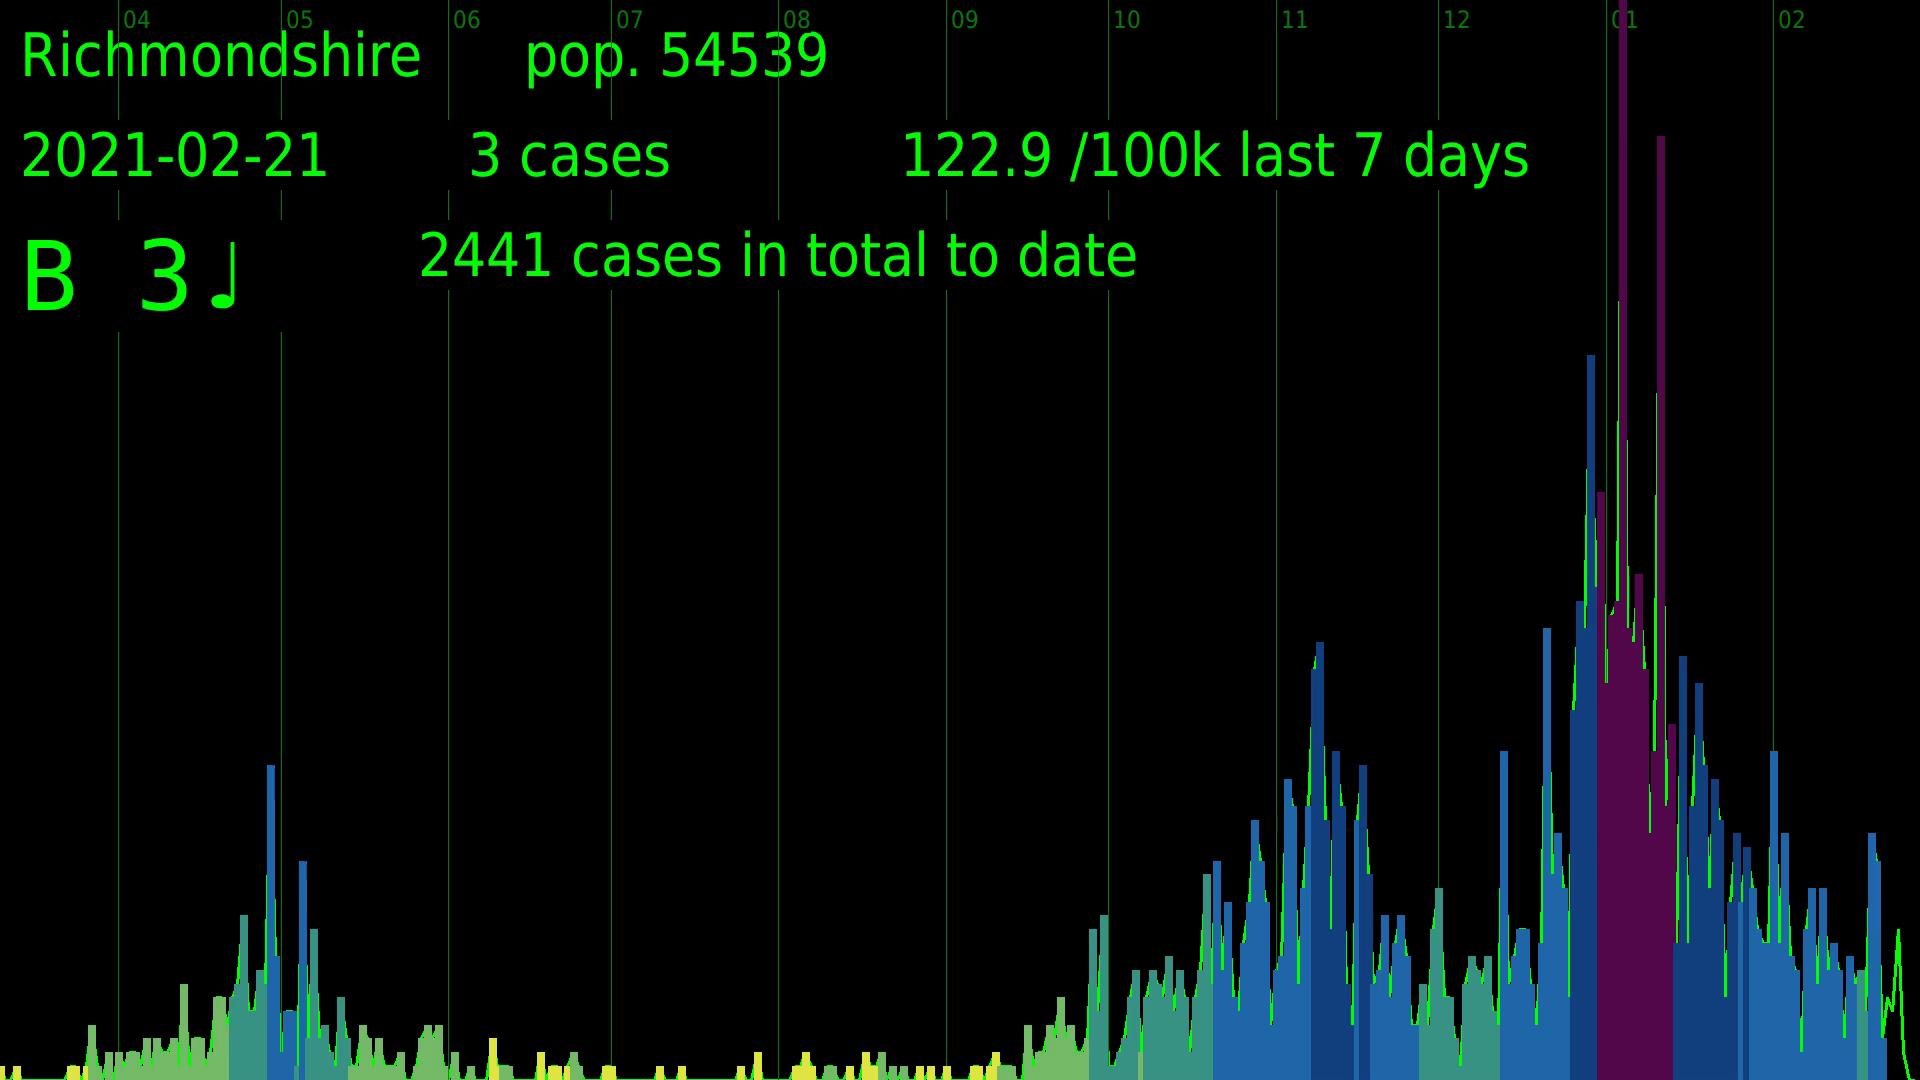 04 05 06 07 08 09 10 11 12 01 02
Richmondshire pop. 54539
2021-02-21 3 cases 122.9 /100k last 7 days
B 3♩ 2441 cases in total to date